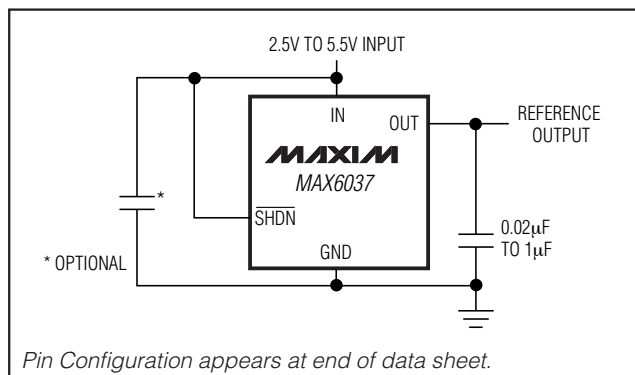 2.5V TO 5.5V INPUT
IN
OUT
REFERENCE
OUTPUT
MAXIM
MAX6037
*
SHDN
0.02µF
TO 1µF
GND
* OPTIONAL
Pin Configuration appears at end of data sheet.